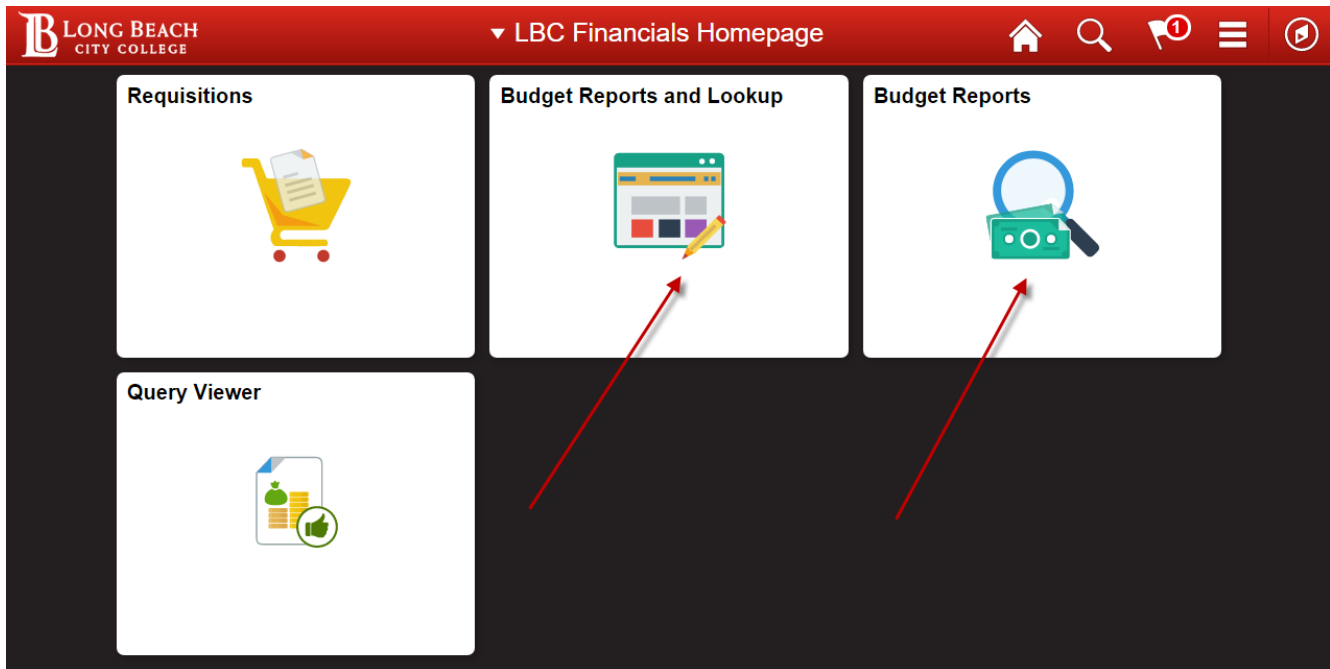 LONG BEACH
CITY COLLEGE
LBC Financials Homepage
1
Requisitions
Budget Reports and Lookup
Budget Reports
Query Viewer